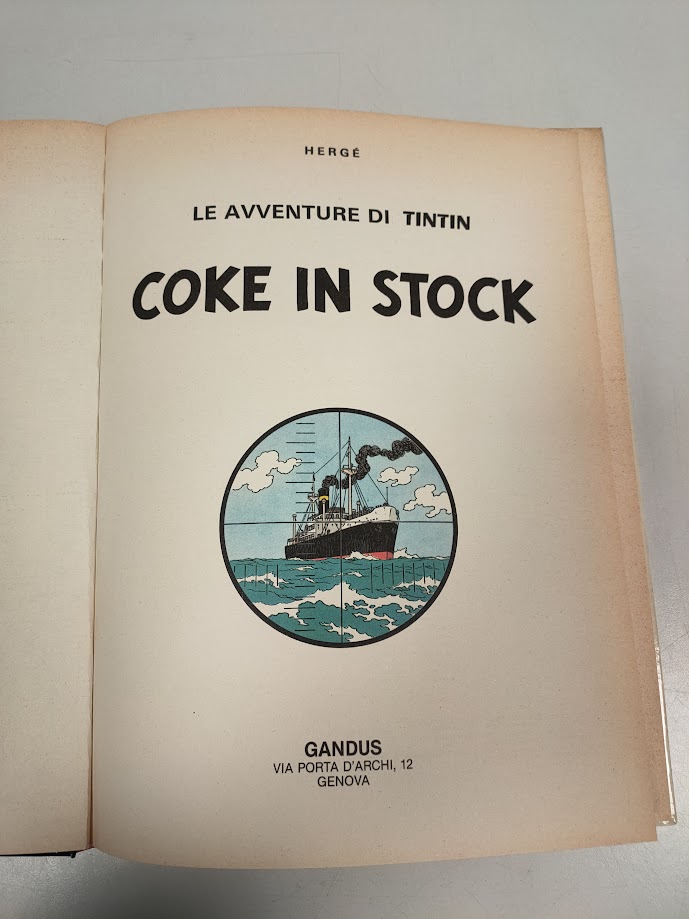 HERGÉ
LE AVVENTURE DI TINTIN
COKE IN STOCK
GANDUS
VIA PORTA D'ARCHI, 12
GENOVA